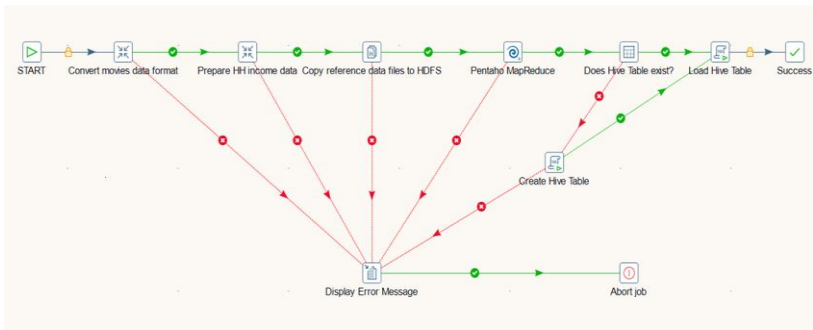 START
Convert movies data format
Prepare HH income data
Copy reference data files to HDFS
Pentaho MapReduce
Does Hive Table exist?
Load Hive Table
Success
Create Hive Table
Display Error Message
Abort job